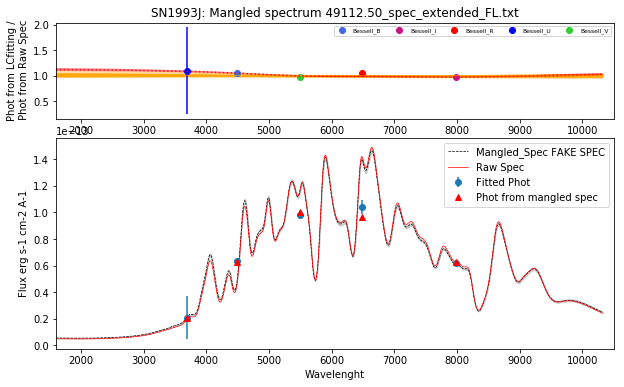 SN1993J: Mangled spectrum 49112.50_spec_extended_FL.txt
Phot from LCfitting /
Phot from Raw Spec
2.0
1.5
1.0
0.5
Bessell_B
Bessell_I
Bessell_R
Bessell_U
Bessell_V
2000 3000 4000 5000 6000 7000 8000 9000 10000
Flux erg s-1 cm-2 A-1
1.4
1.2
1.0
0.8
0.6
0.4
0.2
0.0
Mangled_Spec FAKE SPEC
Raw Spec
Fitted Phot
Phot from mangled spec
2000 3000 4000 5000 6000 7000 8000 9000 10000
Wavelenght